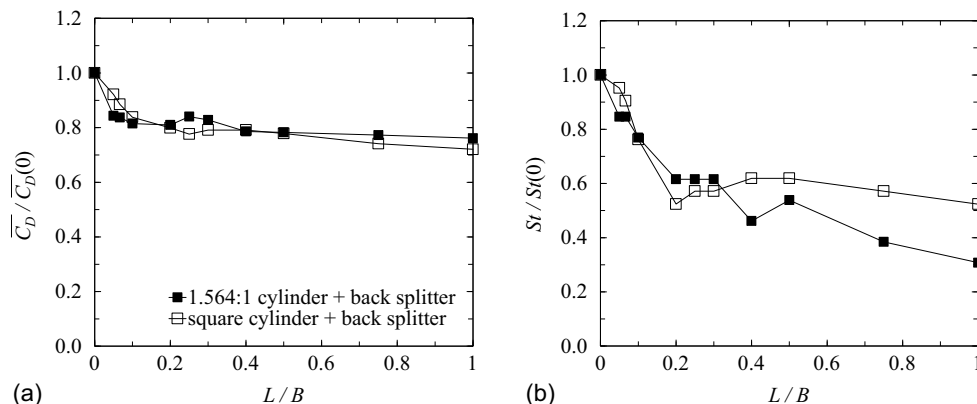 1.2
1.0
0.8
0.6
0.4
0.2
0.0
C_D / C_D(0)
1.564:1 cylinder + back splitter
square cylinder + back splitter
0 0.2 0.4 0.6 0.8 1
(a) L / B
1.2
1.0
0.8
0.6
0.4
0.2
0.0
St / St(0)
0 0.2 0.4 0.6 0.8 1
(b) L / B